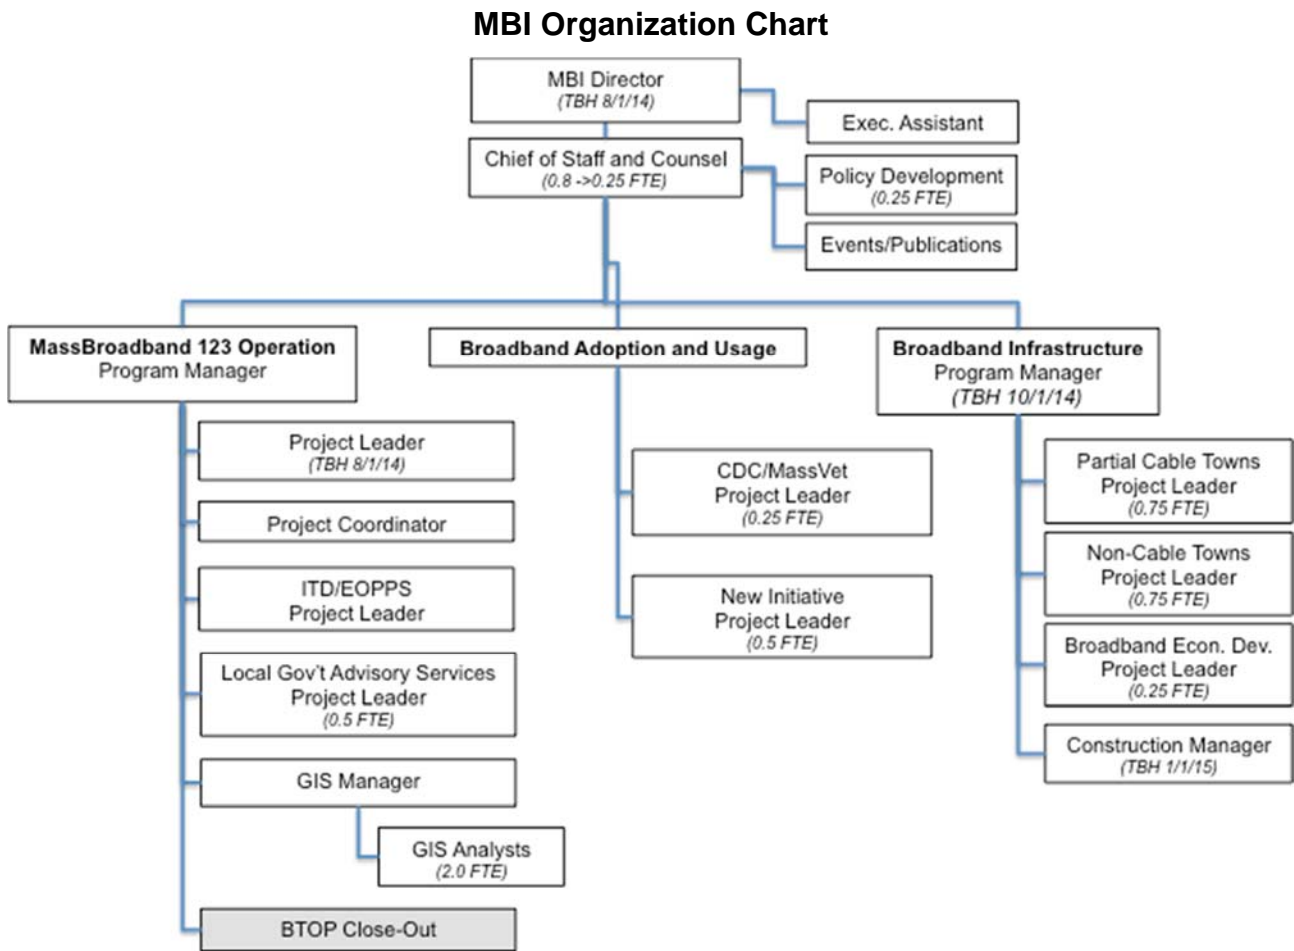 MBI Organization Chart
MBI Director
(TBH 8/1/14)
Exec. Assistant
Chief of Staff and Counsel
(0.8 ->0.25 FTE)
Policy Development
(0.25 FTE)
Events/Publications
MassBroadband 123 Operation
Program Manager
Project Leader
(TBH 8/1/14)
Project Coordinator
ITD/EOPPS
Project Leader
Local Gov't Advisory Services
Project Leader
(0.5 FTE)
GIS Manager
GIS Analysts
(2.0 FTE)
BTOP Close-Out
Broadband Adoption and Usage
CDC/MassVet
Project Leader
(0.25 FTE)
New Initiative
Project Leader
(0.5 FTE)
Broadband Infrastructure
Program Manager
(TBH 10/1/14)
Partial Cable Towns
Project Leader
(0.75 FTE)
Non-Cable Towns
Project Leader
(0.75 FTE)
Broadband Econ. Dev.
Project Leader
(0.25 FTE)
Construction Manager
(TBH 1/1/15)